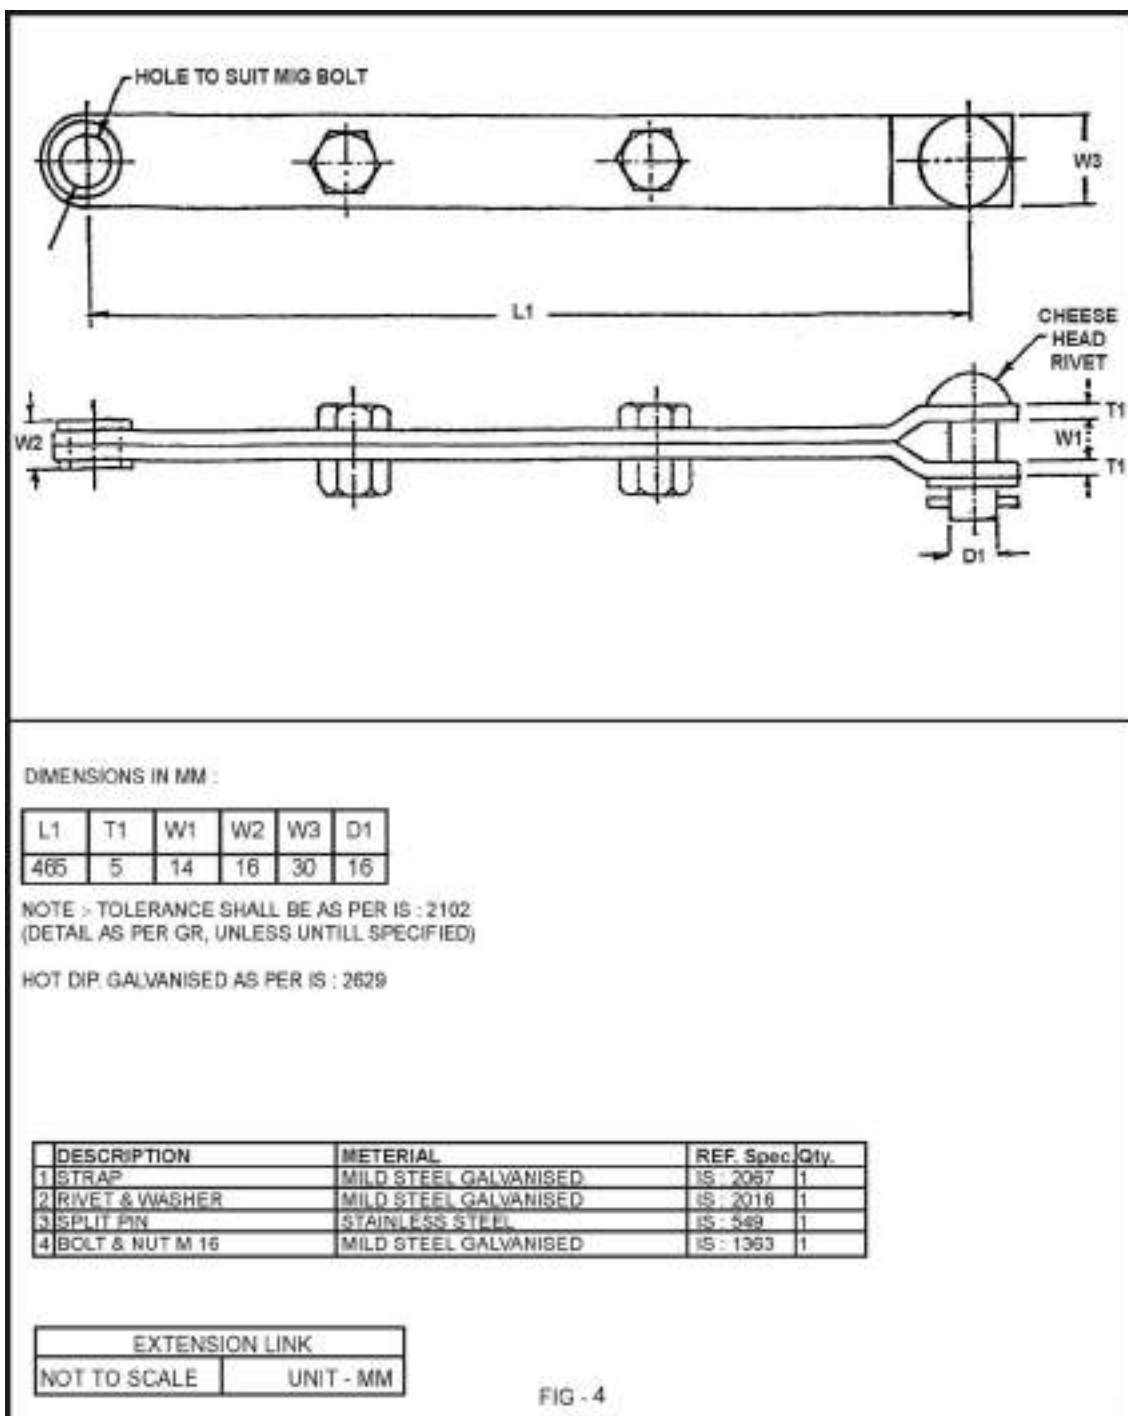 HOLE TO SUIT MIG BOLT
W3
L1
CHEESE
HEAD
RIVET
T1
W2
W1
T1
D1
DIMENSIONS IN MM :
L1 T1 W1 W2 W3 D1
465 5 14 16 30 16
NOTE :- TOLERANCE SHALL BE AS PER IS : 2102
(DETAIL AS PER GR, UNLESS UNTILL SPECIFIED)
HOT DIP. GALVANISED AS PER IS : 2629
DESCRIPTION METERIAL REF. Spec. Qty.
1 STRAP MILD STEEL GALVANISED IS : 2067 1
2 RIVET & WASHER MILD STEEL GALVANISED IS : 2016 1
3 SPLIT PIN STAINLESS STEEL IS : 549 1
4 BOLT & NUT M 16 MILD STEEL GALVANISED IS : 1363 1
EXTENSION LINK
NOT TO SCALE UNIT - MM
FIG - 4